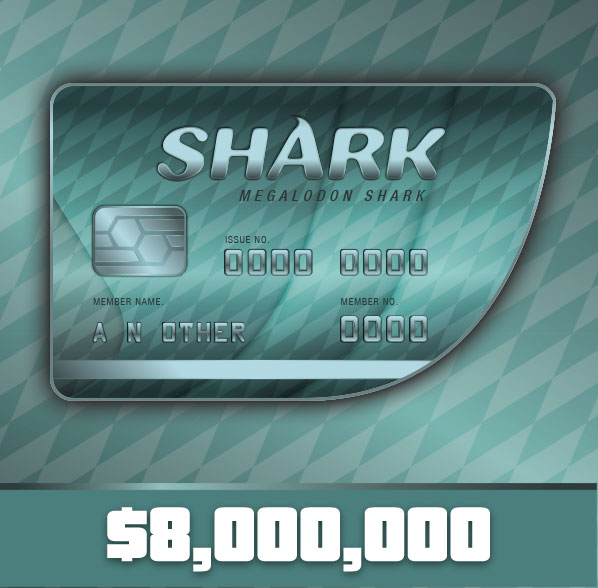 SHARK
MEGALODON SHARK
ISSUE NO.
0000 0000
MEMBER NAME. MEMBER NO.
A N OTHER 0000
$8,000,000